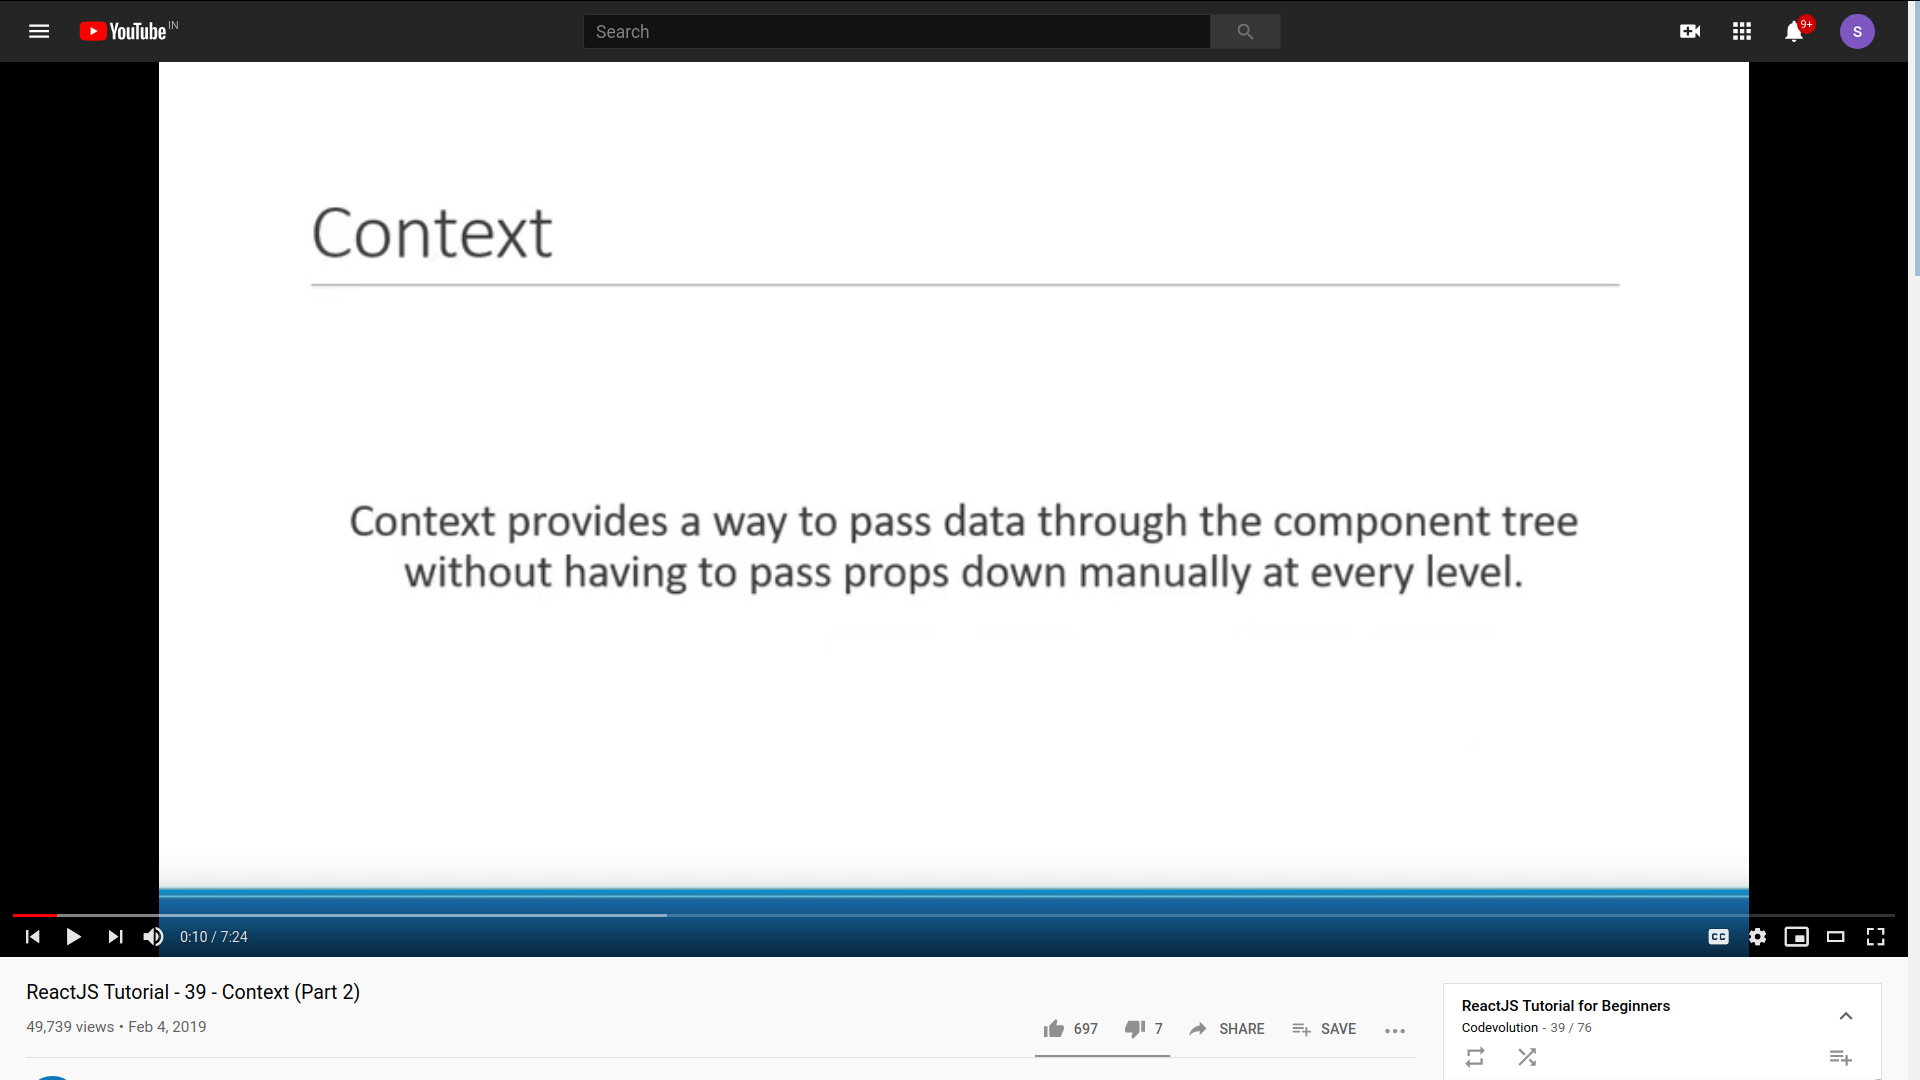 YouTube IN
Search
9+
S
Context
Context provides a way to pass data through the component tree
without having to pass props down manually at every level.
0:10 / 7:24
CC
ReactJS Tutorial - 39 - Context (Part 2)
49,739 views • Feb 4, 2019
697 7 SHARE SAVE
ReactJS Tutorial for Beginners
Codevolution - 39 / 76